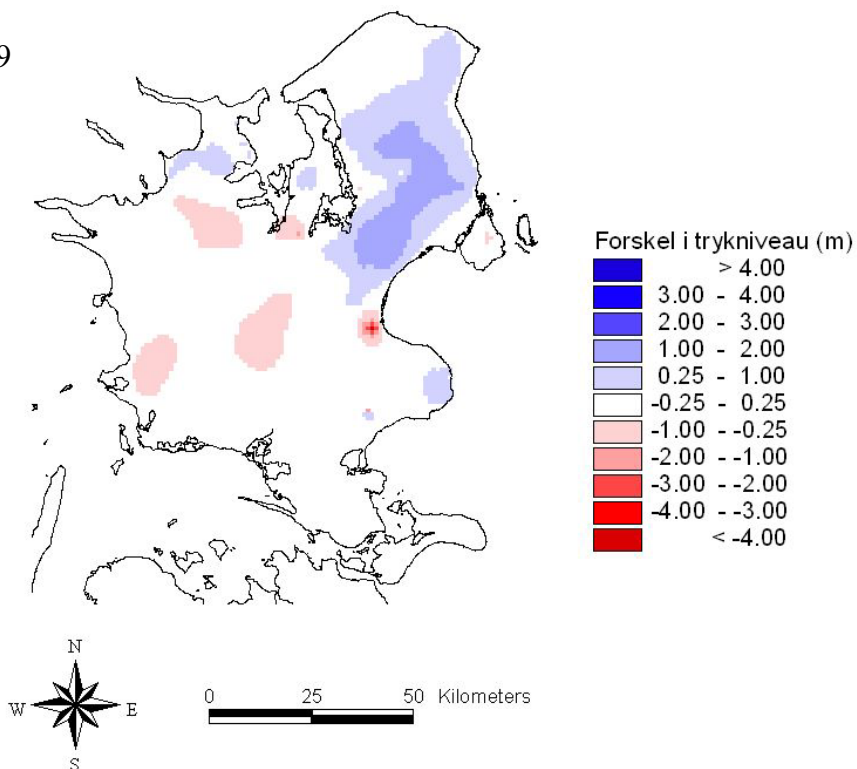 9
Forskel i trykniveau (m)
> 4.00
3.00 - 4.00
2.00 - 3.00
1.00 - 2.00
0.25 - 1.00
-0.25 - 0.25
-1.00 - -0.25
-2.00 - -1.00
-3.00 - -2.00
-4.00 - -3.00
< -4.00
N
W E
S
0 25 50 Kilometers